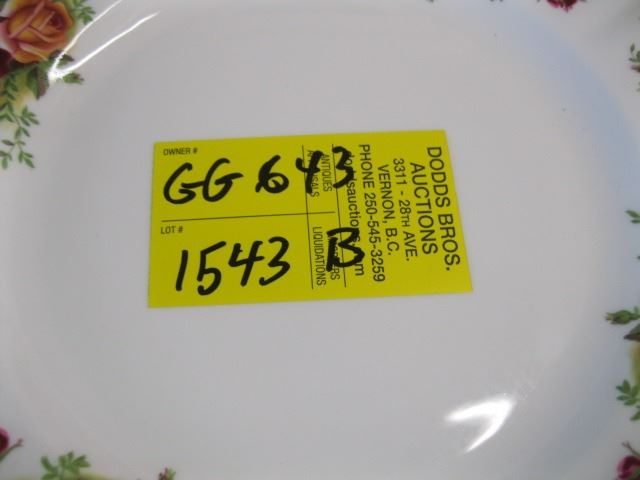 OWNER #
GG 643
LOT #
1543 B
ANTIQUES
LIQUIDATIONS
DODDS BROS.
AUCTIONS
3311 - 28TH AVE.
VERNON, B.C.
PHONE 250-545-3259